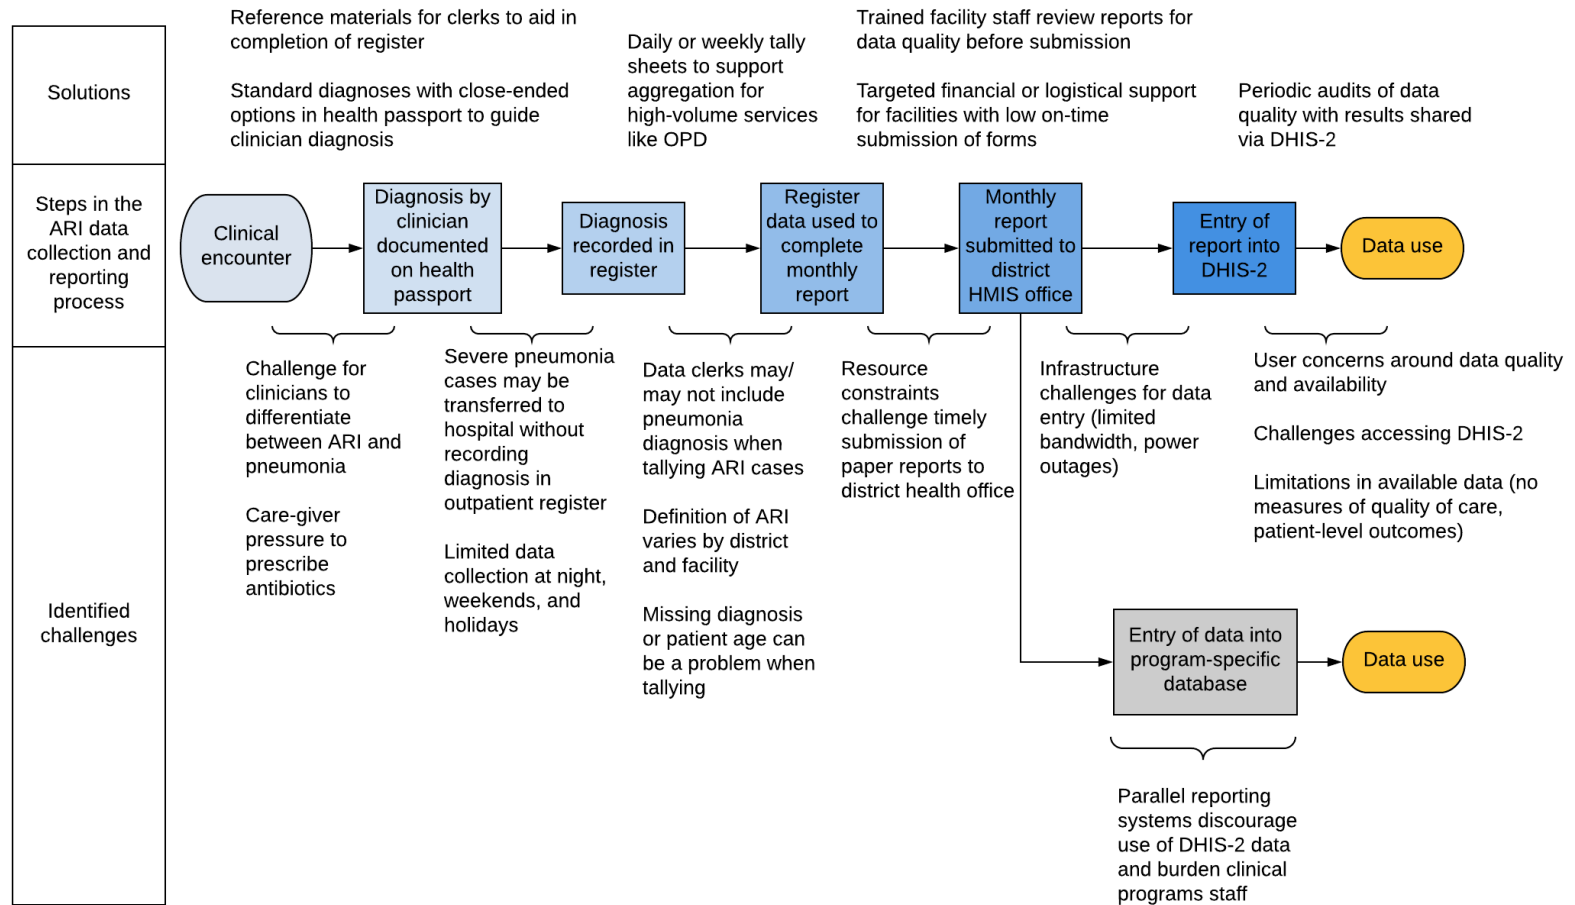 Solutions
Reference materials for clerks to aid in
completion of register
Standard diagnoses with close-ended
options in health passport to guide
clinician diagnosis
Daily or weekly tally
sheets to support
aggregation for
high-volume services
like OPD
Trained facility staff review reports for
data quality before submission
Targeted financial or logistical support
for facilities with low on-time
submission of forms
Periodic audits of data
quality with results shared
via DHIS-2
Steps in the
ARI data
collection and
reporting
process
Clinical
encounter
Diagnosis by
clinician
documented
on health
passport
Diagnosis
recorded in
register
Register
data used to
complete
monthly
report
Monthly
report
submitted to
district
HMIS office
Entry of
report into
DHIS-2
Data use
Identified
challenges
Challenge for
clinicians to
differentiate
between ARI and
pneumonia
Care-giver
pressure to
prescribe
antibiotics
Severe pneumonia
cases may be
transferred to
hospital without
recording
diagnosis in
outpatient register
Limited data
collection at night,
weekends, and
holidays
Data clerks may/
may not include
pneumonia
diagnosis when
tallying ARI cases
Definition of ARI
varies by district
and facility
Missing diagnosis
or patient age can
be a problem when
tallying
Resource
constraints
challenge timely
submission of
paper reports to
district health office
Infrastructure
challenges for data
entry (limited
bandwidth, power
outages)
User concerns around data quality
and availability
Challenges accessing DHIS-2
Limitations in available data (no
measures of quality of care,
patient-level outcomes)
Entry of data into
program-specific
database
Data use
Parallel reporting
systems discourage
use of DHIS-2 data
and burden clinical
programs staff